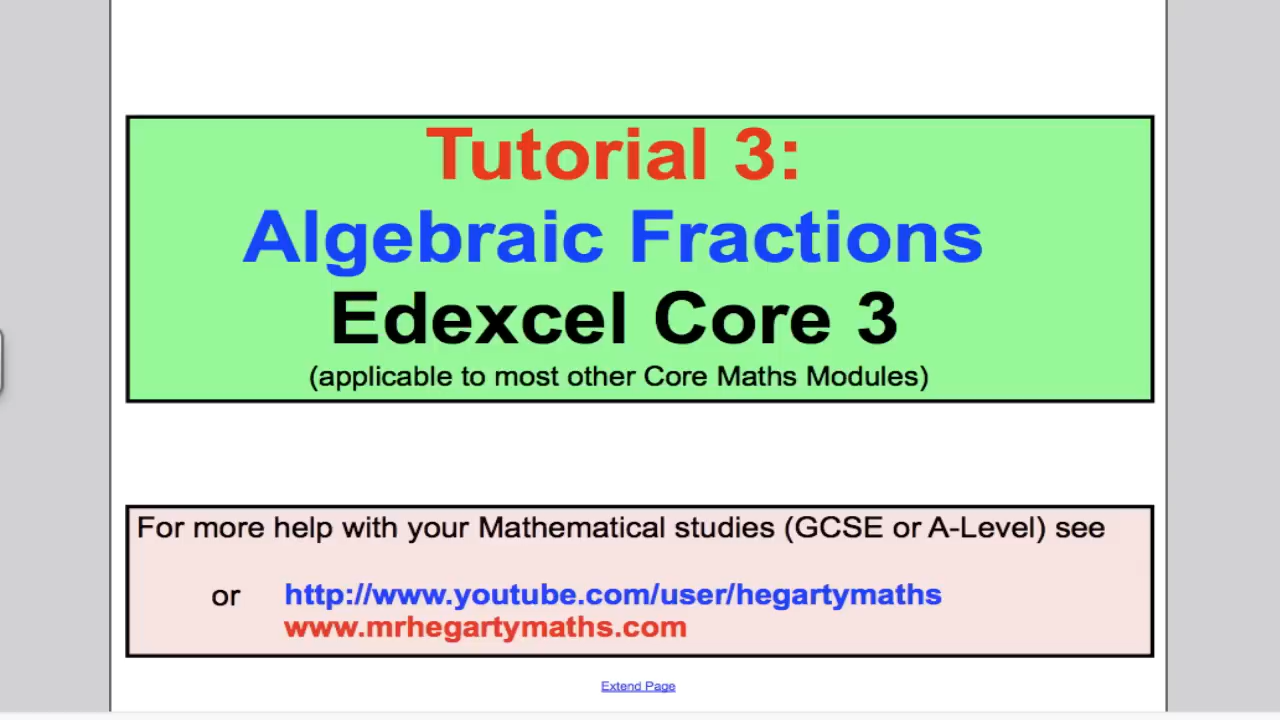 Tutorial 3:
Algebraic Fractions
Edexcel Core 3
(applicable to most other Core Maths Modules)
For more help with your Mathematical studies (GCSE or A-Level) see
or http://www.youtube.com/user/hegartymaths
www.mrhegartymaths.com
Extend Page